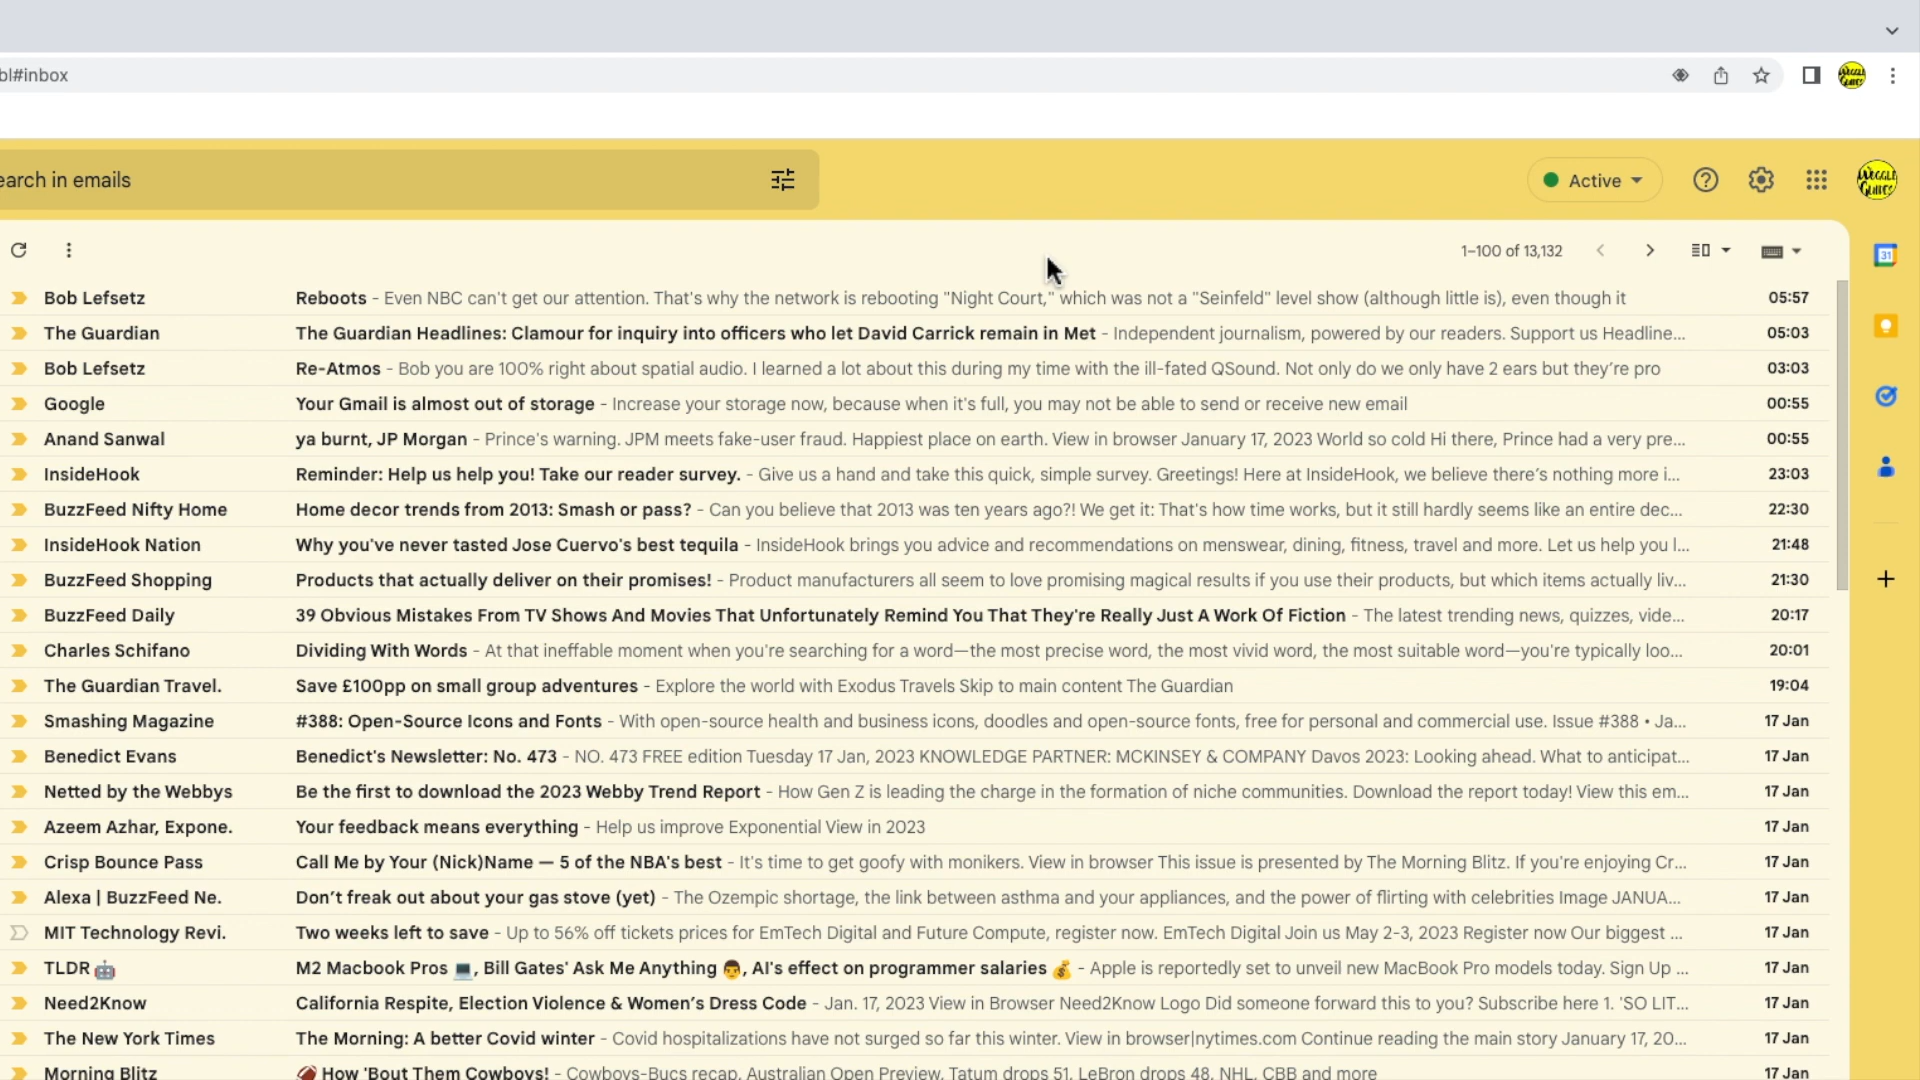 bl#inbox
earch in emails
Active
1–100 of 13,132
31
Bob Lefsetz Reboots - Even NBC can't get our attention. That's why the network is rebooting "Night Court," which was not a "Seinfeld" level show (although little is), even though it 05:57
The Guardian The Guardian Headlines: Clamour for inquiry into officers who let David Carrick remain in Met - Independent journalism, powered by our readers. Support us Headline... 05:03
Bob Lefsetz Re-Atmos - Bob you are 100% right about spatial audio. I learned a lot about this during my time with the ill-fated QSound. Not only do we only have 2 ears but they're pro 03:03
Google Your Gmail is almost out of storage - Increase your storage now, because when it's full, you may not be able to send or receive new email 00:55
Anand Sanwal ya burnt, JP Morgan - Prince's warning. JPM meets fake-user fraud. Happiest place on earth. View in browser January 17, 2023 World so cold Hi there, Prince had a very pre... 00:55
InsideHook Reminder: Help us help you! Take our reader survey. - Give us a hand and take this quick, simple survey. Greetings! Here at InsideHook, we believe there's nothing more i... 23:03
BuzzFeed Nifty Home Home decor trends from 2013: Smash or pass? - Can you believe that 2013 was ten years ago?! We get it: That's how time works, but it still hardly seems like an entire dec... 22:30
InsideHook Nation Why you've never tasted Jose Cuervo's best tequila - InsideHook brings you advice and recommendations on menswear, dining, fitness, travel and more. Let us help you l... 21:48
BuzzFeed Shopping Products that actually deliver on their promises! - Product manufacturers all seem to love promising magical results if you use their products, but which items actually liv... 21:30
BuzzFeed Daily 39 Obvious Mistakes From TV Shows And Movies That Unfortunately Remind You That They're Really Just A Work Of Fiction - The latest trending news, quizzes, vide... 20:17
Charles Schifano Dividing With Words - At that ineffable moment when you're searching for a word—the most precise word, the most vivid word, the most suitable word—you're typically loo... 20:01
The Guardian Travel. Save £100pp on small group adventures - Explore the world with Exodus Travels Skip to main content The Guardian 19:04
Smashing Magazine #388: Open-Source Icons and Fonts - With open-source health and business icons, doodles and open-source fonts, free for personal and commercial use. Issue #388 • Ja... 17 Jan
Benedict Evans Benedict's Newsletter: No. 473 - NO. 473 FREE edition Tuesday 17 Jan, 2023 KNOWLEDGE PARTNER: MCKINSEY & COMPANY Davos 2023: Looking ahead. What to anticipat... 17 Jan
Netted by the Webbys Be the first to download the 2023 Webby Trend Report - How Gen Z is leading the charge in the formation of niche communities. Download the report today! View this em... 17 Jan
Azeem Azhar, Expone. Your feedback means everything - Help us improve Exponential View in 2023 17 Jan
Crisp Bounce Pass Call Me by Your (Nick)Name — 5 of the NBA's best - It's time to get goofy with monikers. View in browser This issue is presented by The Morning Blitz. If you're enjoying Cr... 17 Jan
Alexa | BuzzFeed Ne. Don't freak out about your gas stove (yet) - The Ozempic shortage, the link between asthma and your appliances, and the power of flirting with celebrities Image JANUA... 17 Jan
MIT Technology Revi. Two weeks left to save - Up to 56% off tickets prices for EmTech Digital and Future Compute, register now. EmTech Digital Join us May 2-3, 2023 Register now Our biggest ... 17 Jan
TLDR 🤖 M2 Macbook Pros 💻, Bill Gates' Ask Me Anything 👨, AI's effect on programmer salaries 💰 - Apple is reportedly set to unveil new MacBook Pro models today. Sign Up ... 17 Jan
Need2Know California Respite, Election Violence & Women's Dress Code - Jan. 17, 2023 View in Browser Need2Know Logo Did someone forward this to you? Subscribe here 1. 'SO LIT... 17 Jan
The New York Times The Morning: A better Covid winter - Covid hospitalizations have not surged so far this winter. View in browser|nytimes.com Continue reading the main story January 17, 20... 17 Jan
Morning Blitz 🏈 How 'Bout Them Cowboys! - Cowboys-Bucs recap, Australian Open Preview, Tatum drops 51, LeBron drops 48, NHL, CBB and more 17 Jan